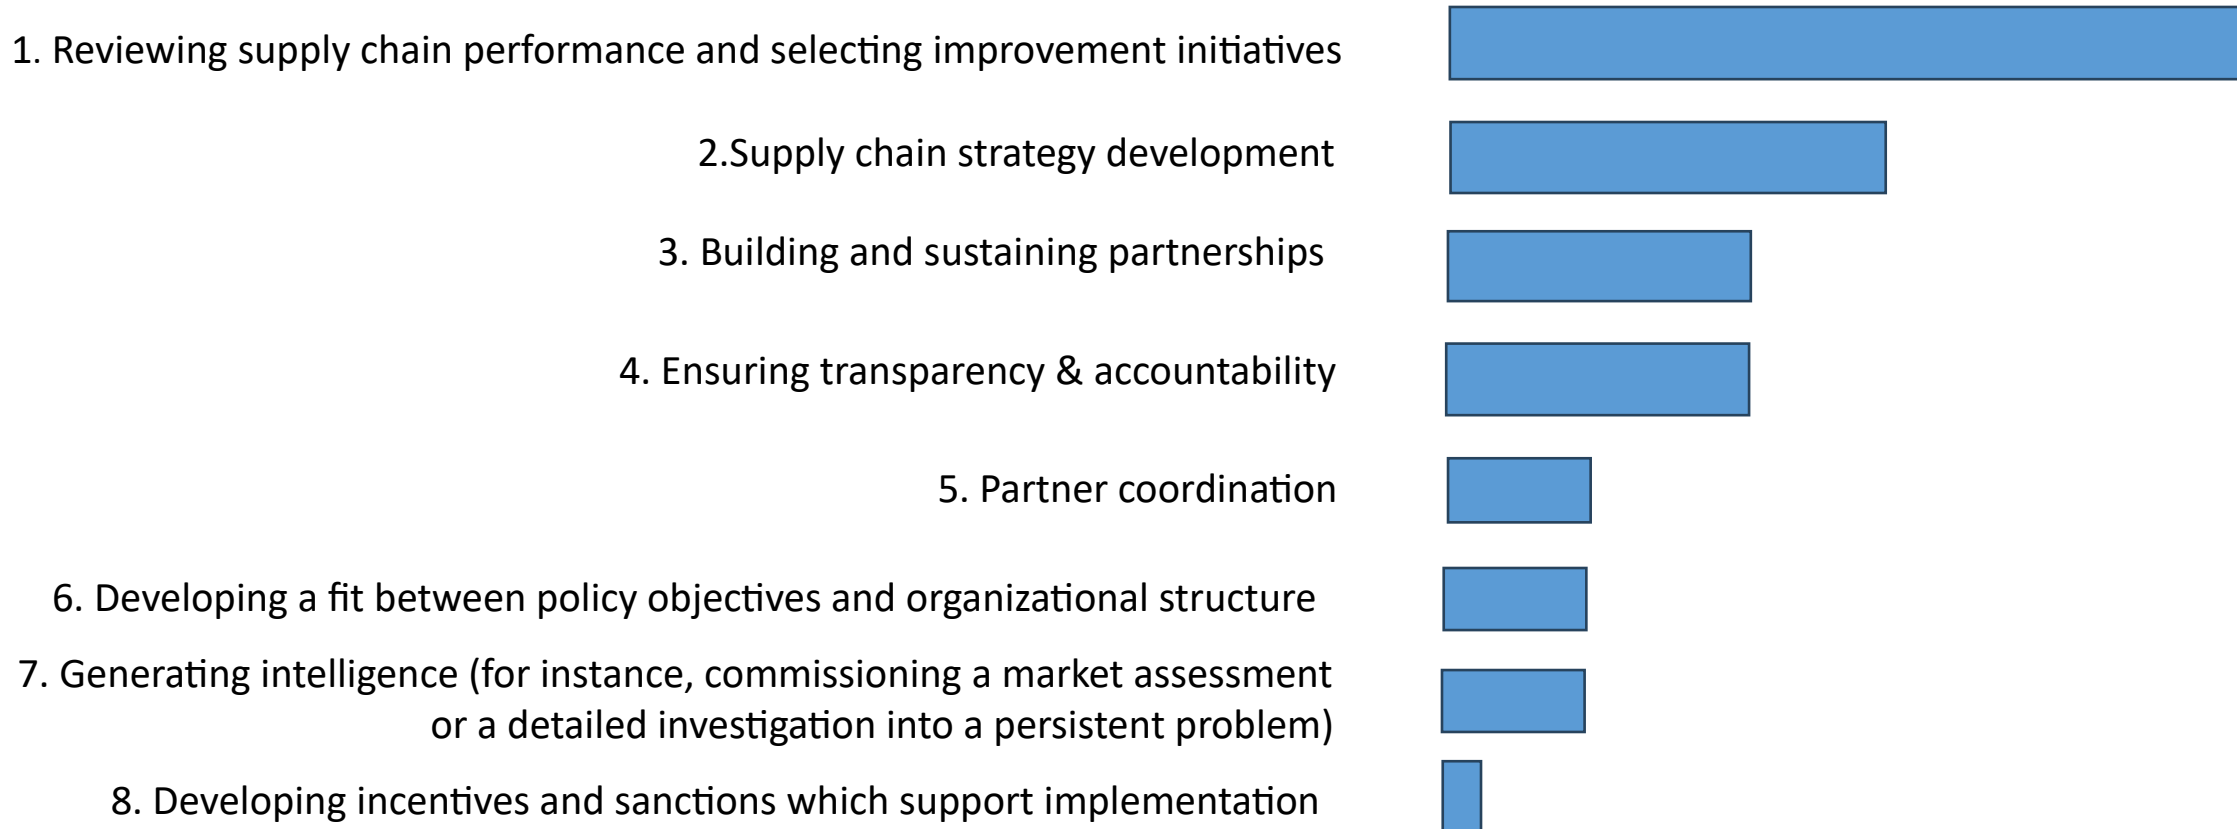 1. Reviewing supply chain performance and selecting improvement initiatives
2.Supply chain strategy development
3. Building and sustaining partnerships
4. Ensuring transparency & accountability
5. Partner coordination
6. Developing a fit between policy objectives and organizational structure
7. Generating intelligence (for instance, commissioning a market assessment
or a detailed investigation into a persistent problem)
8. Developing incentives and sanctions which support implementation